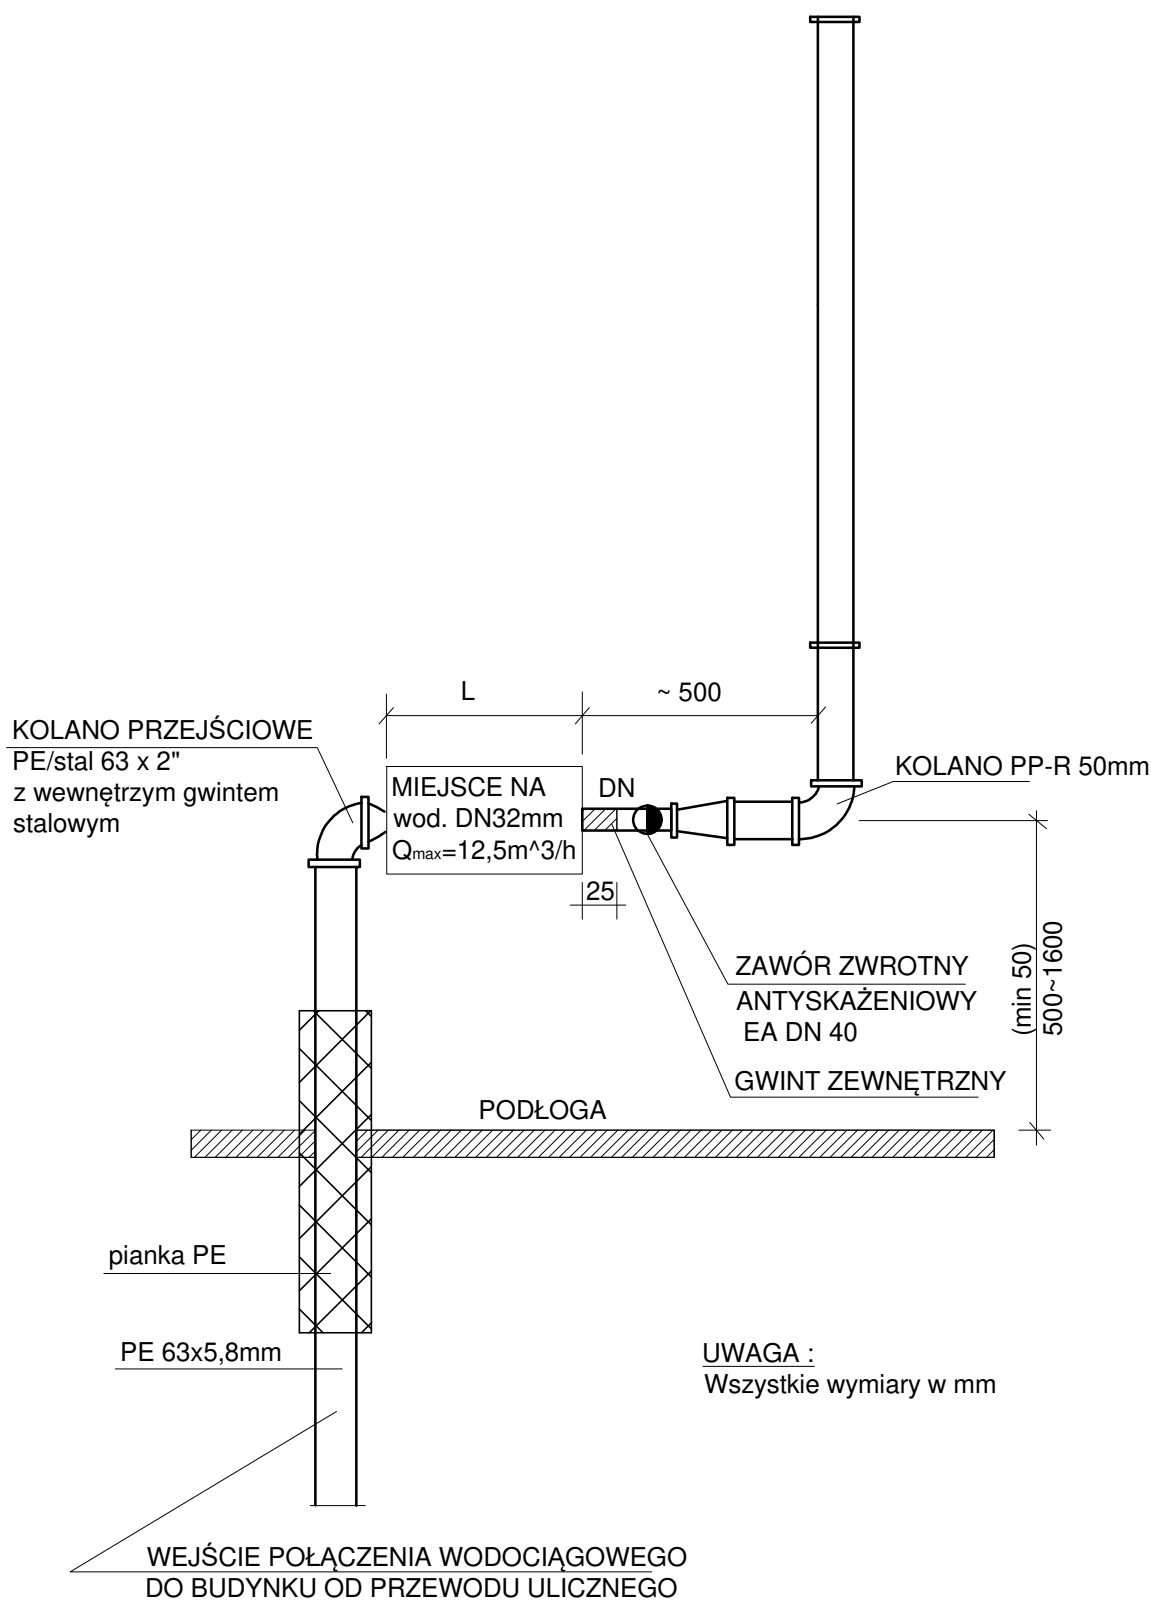 L
~ 500
KOLANO PRZEJŚCIOWE
PE/stal 63 x 2"
z wewnętrzym gwintem
stalowym
MIEJSCE NA
wod. DN32mm
Qmax=12,5m^3/h
DN
KOLANO PP-R 50mm
25
ZAWÓR ZWROTNY
ANTYSKAŻENIOWY
EA DN 40
(min 50)
500~1600
GWINT ZEWNĘTRZNY
PODŁOGA
pianka PE
PE 63x5,8mm
UWAGA :
Wszystkie wymiary w mm
WEJŚCIE POŁĄCZENIA WODOCIĄGOWEGO
DO BUDYNKU OD PRZEWODU ULICZNEGO